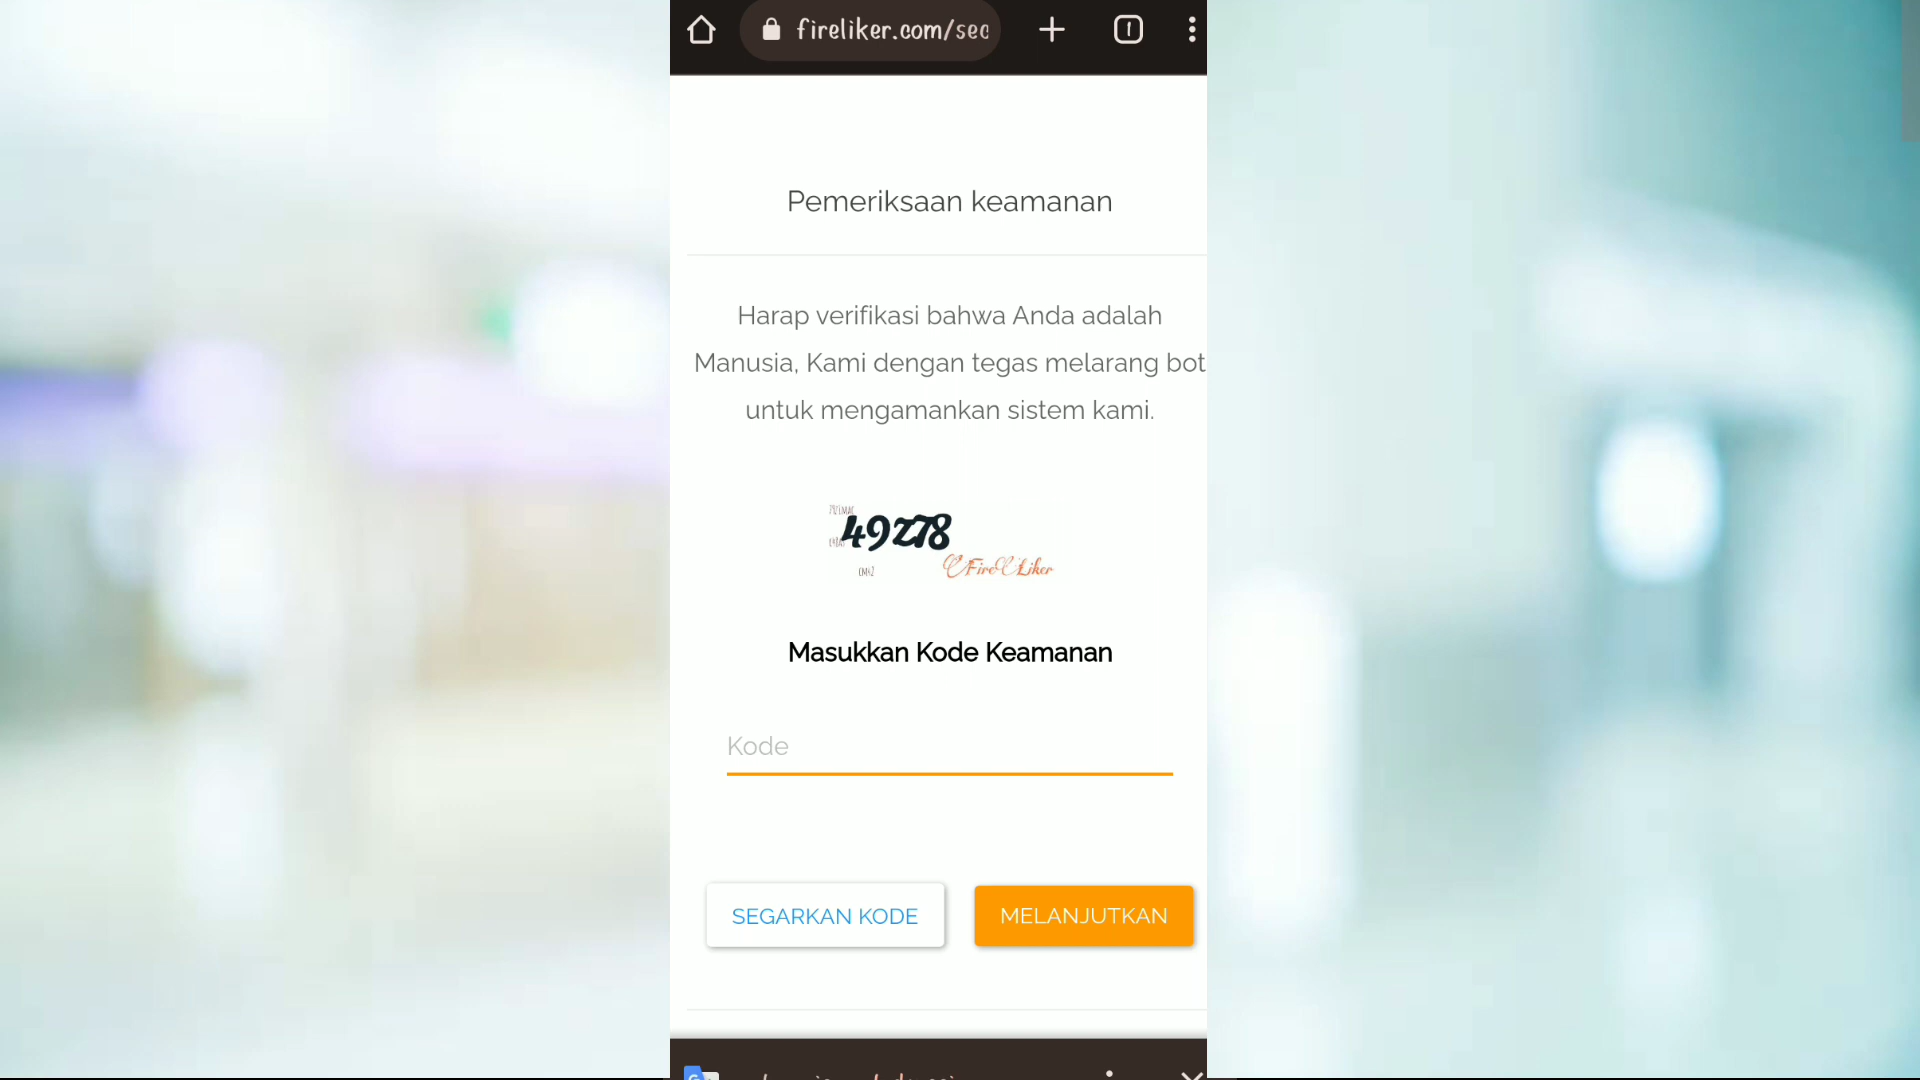 fireliker.com/sec
1
Pemeriksaan keamanan
Harap verifikasi bahwa Anda adalah
Manusia, Kami dengan tegas melarang bot
untuk mengamankan sistem kami.
49278
FireLiker
Masukkan Kode Keamanan
Kode
SEGARKAN KODE
MELANJUTKAN